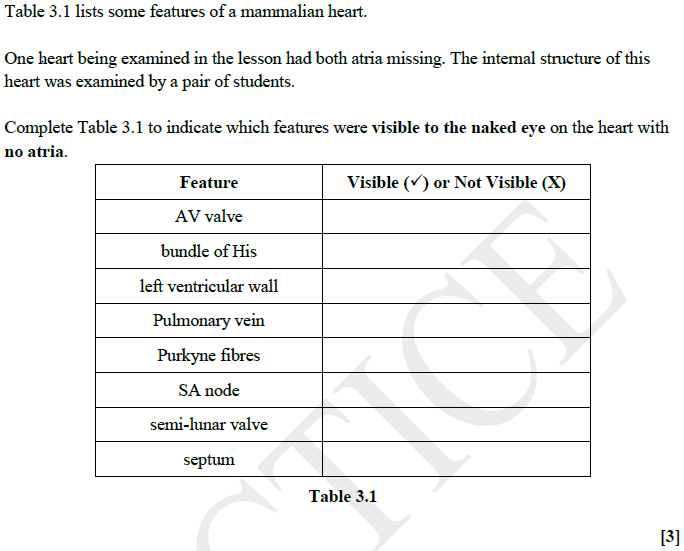 Table 3.1 lists some features of a mammalian heart.
One heart being examined in the lesson had both atria missing. The internal structure of this
heart was examined by a pair of students.
Complete Table 3.1 to indicate which features were visible to the naked eye on the heart with
no atria.
Feature Visible (✓) or Not Visible (X)
AV valve
bundle of His
left ventricular wall
Pulmonary vein
Purkyne fibres
SA node
semi-lunar valve
septum
Table 3.1
[3]
CTICE